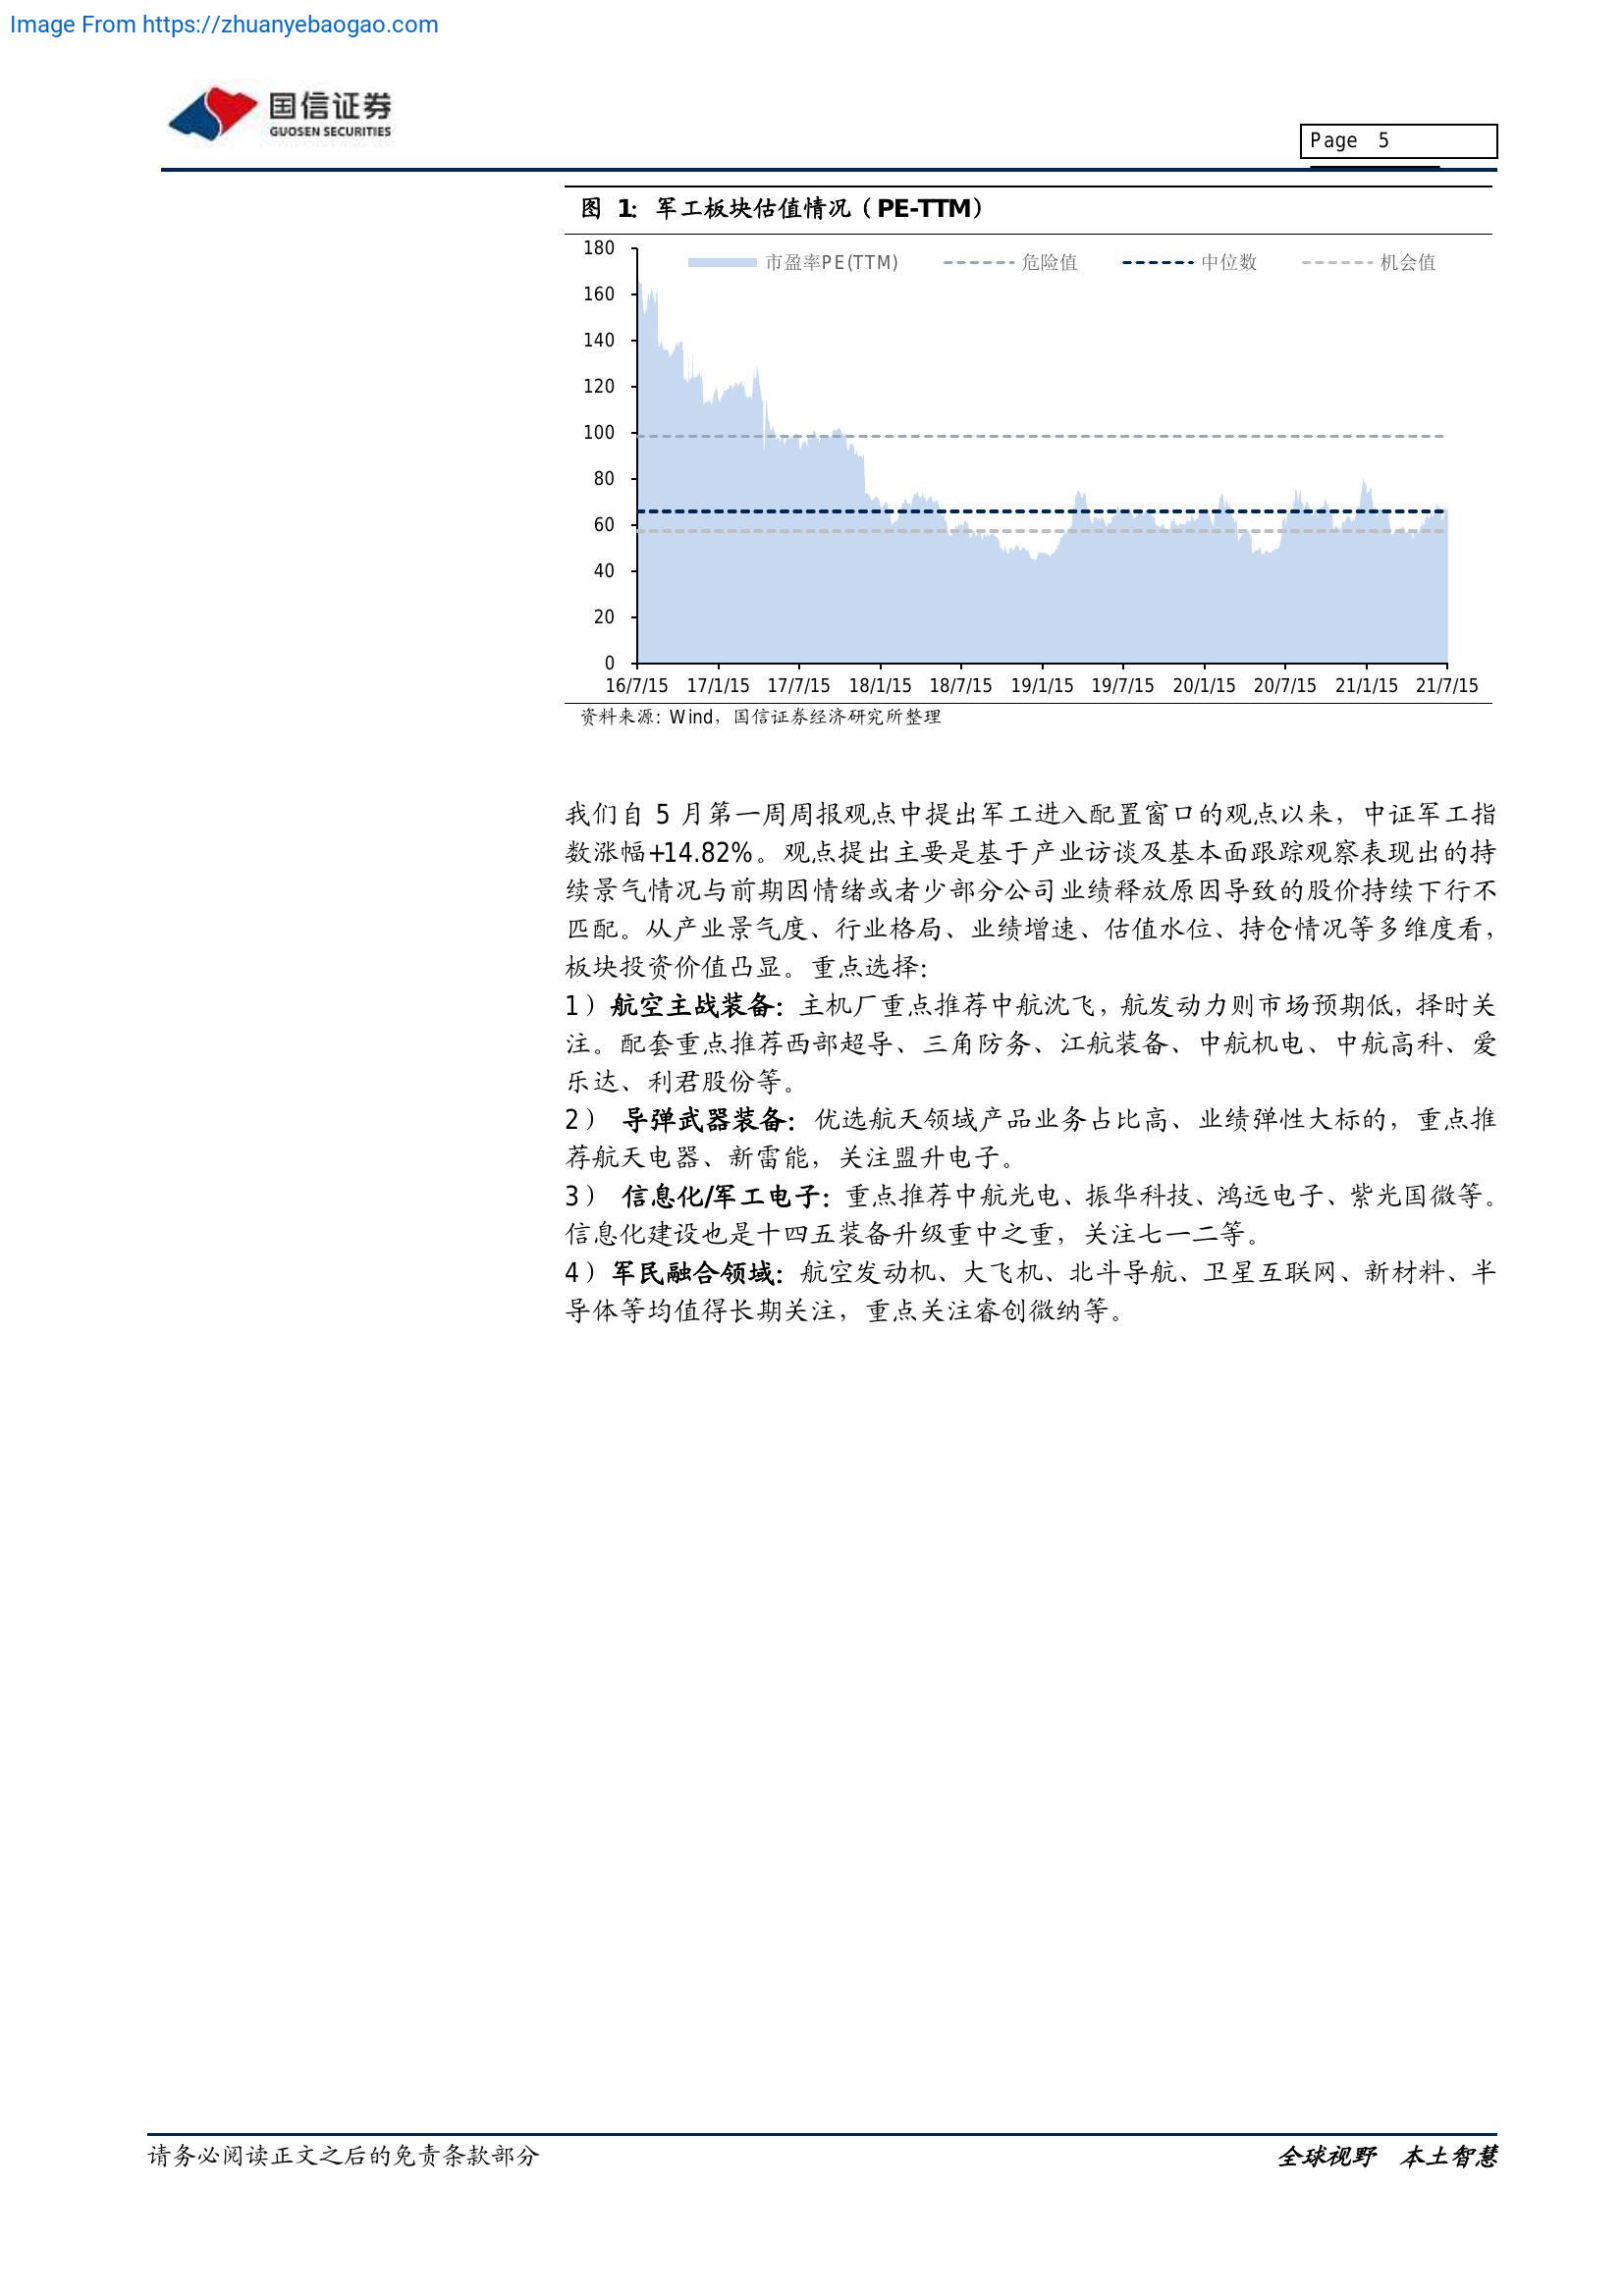 Image From https://zhuanyebaogao.com
国信证券
GUOSEN SECURITIES
Page 5
图 1：军工板块估值情况（PE-TTM）
180
市盈率PE(TTM) 危险值 中位数 机会值
160
140
120
100
80
60
40
20
0
16/7/15 17/1/15 17/7/15 18/1/15 18/7/15 19/1/15 19/7/15 20/1/15 20/7/15 21/1/15 21/7/15
资料来源：Wind，国信证券经济研究所整理
我们自 5 月第一周周报观点中提出军工进入配置窗口的观点以来，中证军工指
数涨幅+14.82%。观点提出主要是基于产业访谈及基本面跟踪观察表现出的持
续景气情况与前期因情绪或者少部分公司业绩释放原因导致的股价持续下行不
匹配。从产业景气度、行业格局、业绩增速、估值水位、持仓情况等多维度看，
板块投资价值凸显。重点选择：
1）航空主战装备：主机厂重点推荐中航沈飞，航发动力则市场预期低，择时关
注。配套重点推荐西部超导、三角防务、江航装备、中航机电、中航高科、爱
乐达、利君股份等。
2） 导弹武器装备：优选航天领域产品业务占比高、业绩弹性大标的，重点推
荐航天电器、新雷能，关注盟升电子。
3） 信息化/军工电子：重点推荐中航光电、振华科技、鸿远电子、紫光国微等。
信息化建设也是十四五装备升级重中之重，关注七一二等。
4）军民融合领域：航空发动机、大飞机、北斗导航、卫星互联网、新材料、半
导体等均值得长期关注，重点关注睿创微纳等。
请务必阅读正文之后的免责条款部分
全球视野 本土智慧